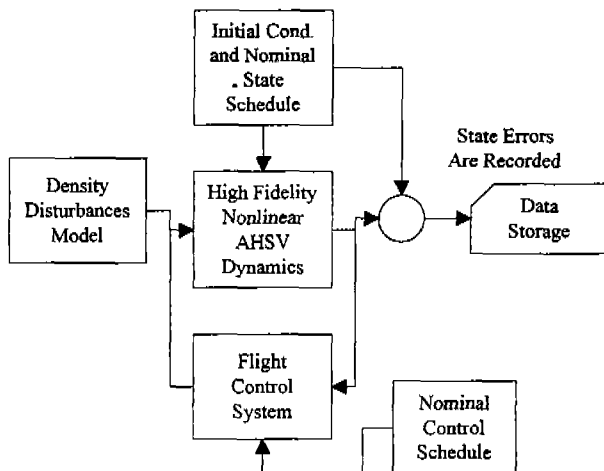 Initial Cond.
and Nominal
. State
Schedule
State Errors
Are Recorded
Density
Disturbances
Model
High Fidelity
Nonlinear
AHSV
Dynamics
Data
Storage
Flight
Control
System
Nominal
Control
Schedule